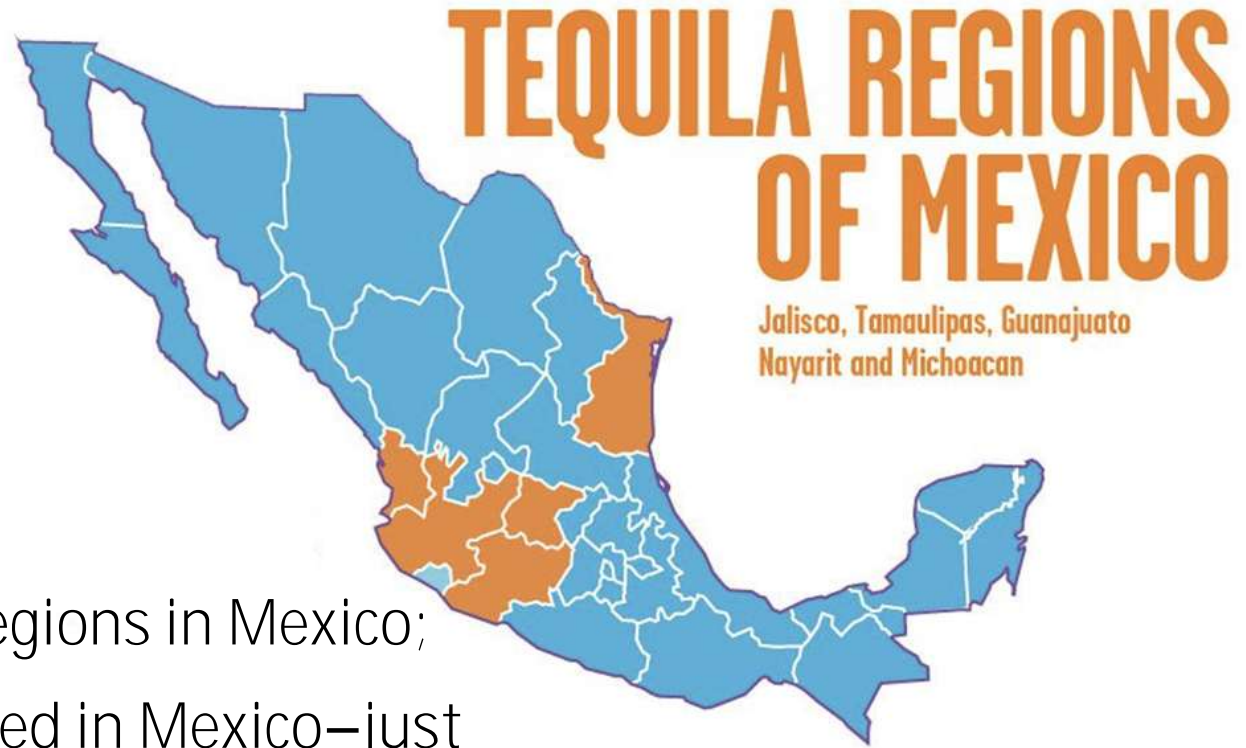 TEQUILA REGIONS
OF MEXICO
Jalisco, Tamaulipas, Guanajuato
Nayarit and Michoacan
egions in Mexico;
ed in Mexico–just